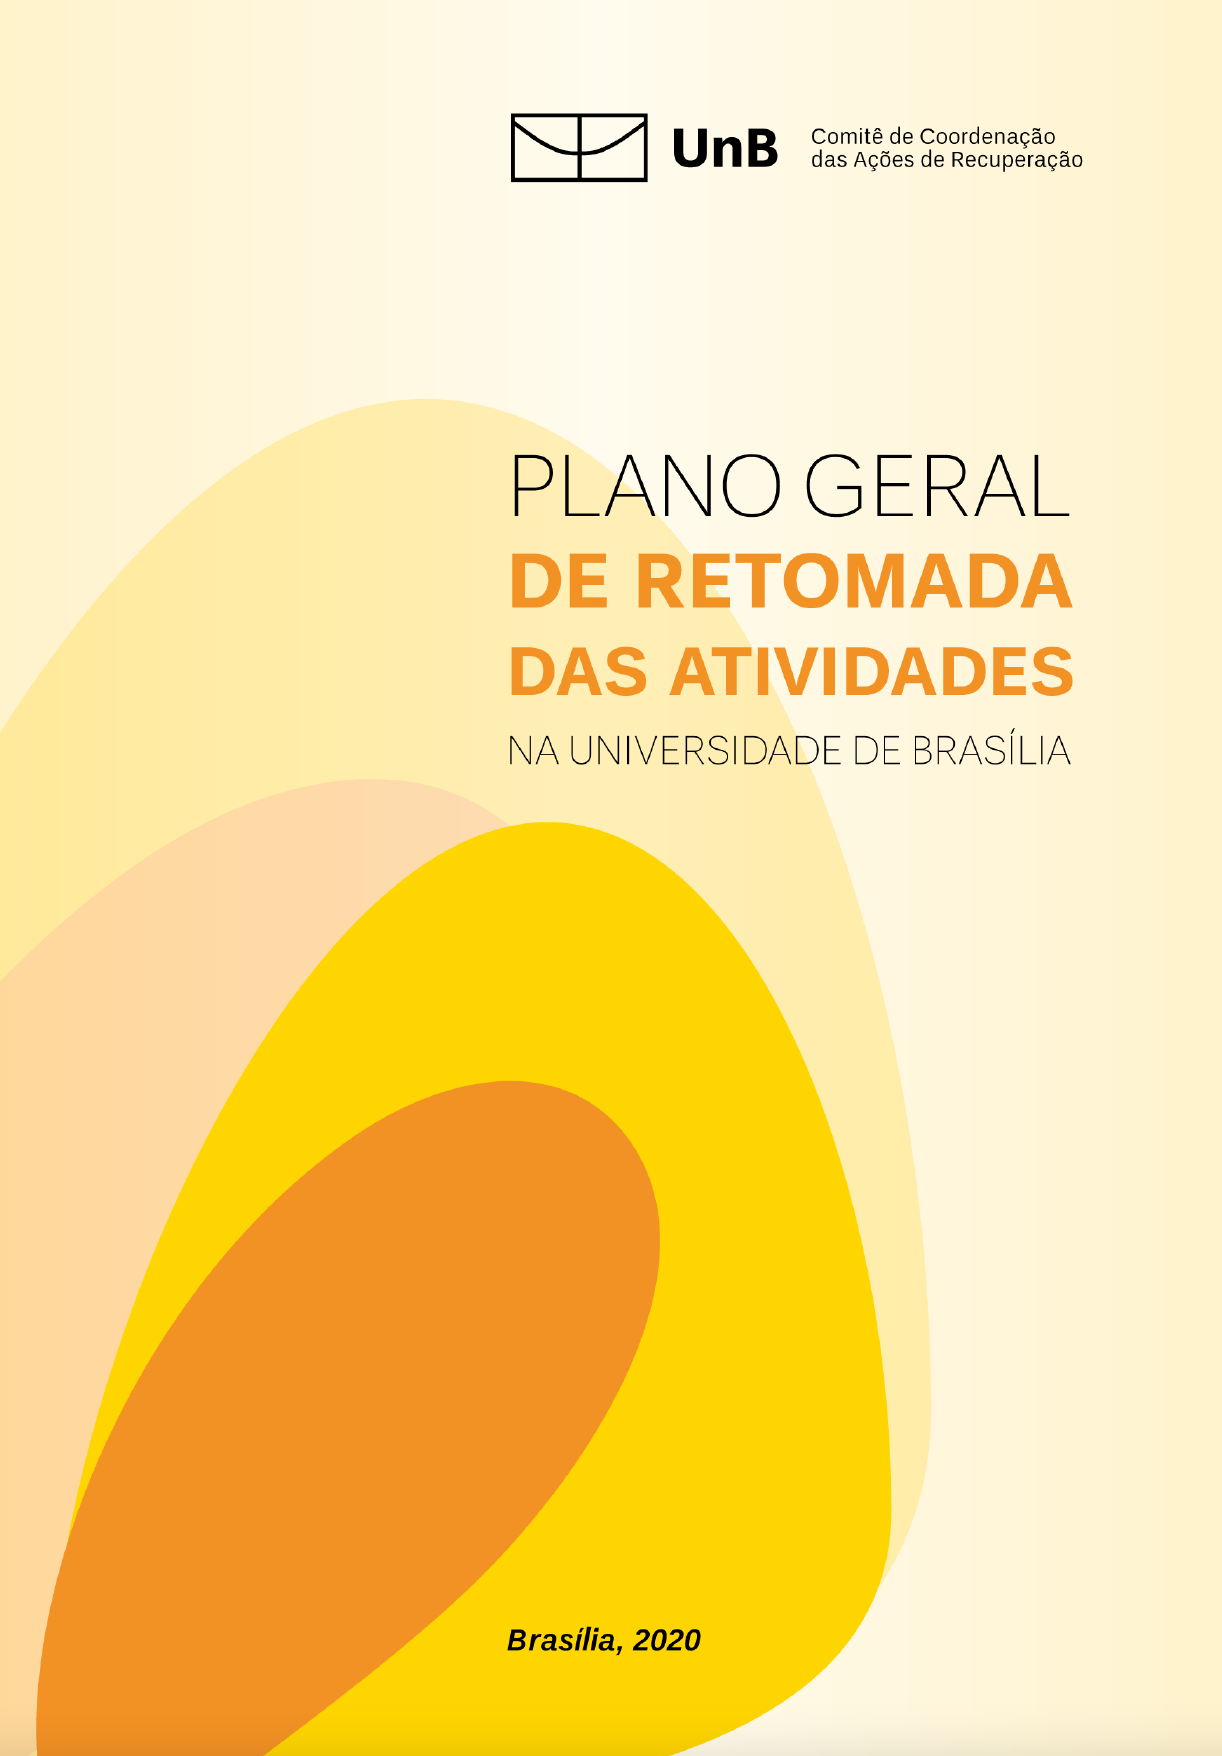 UnB
Comitê de Coordenação
das Ações de Recuperação
PLANO GERAL
DE RETOMADA
DAS ATIVIDADES
NA UNIVERSIDADE DE BRASÍLIA
Brasília, 2020